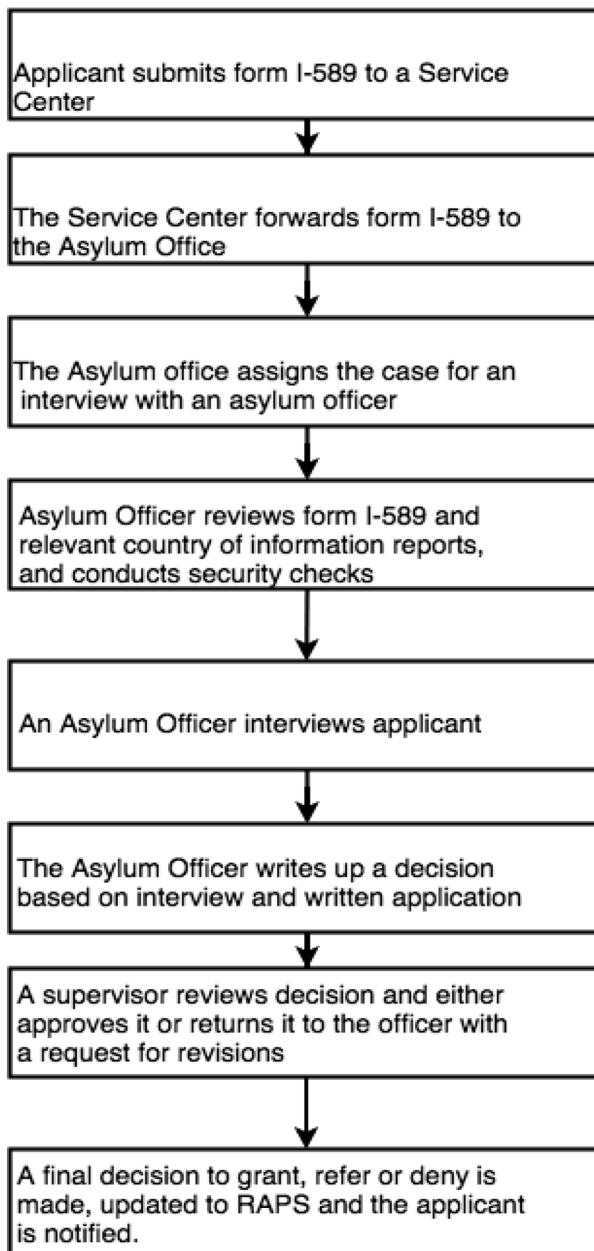 Applicant submits form I-589 to a Service
Center
The Service Center forwards form I-589 to
the Asylum Office
The Asylum office assigns the case for an
interview with an asylum officer
Asylum Officer reviews form I-589 and
relevant country of information reports,
and conducts security checks
An Asylum Officer interviews applicant
The Asylum Officer writes up a decision
based on interview and written application
A supervisor reviews decision and either
approves it or returns it to the officer with
a request for revisions
A final decision to grant, refer or deny is
made, updated to RAPS and the applicant
is notified.